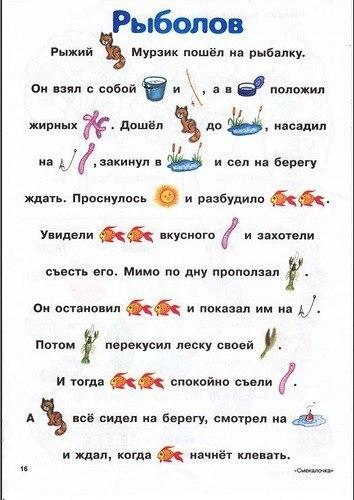 Рыболов
Рыжий Мурзик пошёл на рыбалку.
Он взял с собой и , а в положил
жирных . Дошёл до , насадил
на , закинул в и сел на берегу
ждать. Проснулось и разбудило .
Увидели вкусного и захотели
съесть его. Мимо по дну проползал .
Он остановил и показал им на .
Потом перекусил леску своей .
И тогда спокойно съели .
А всё сидел на берегу, смотрел на
и ждал, когда начнёт клевать.
16 «Смекалочка»